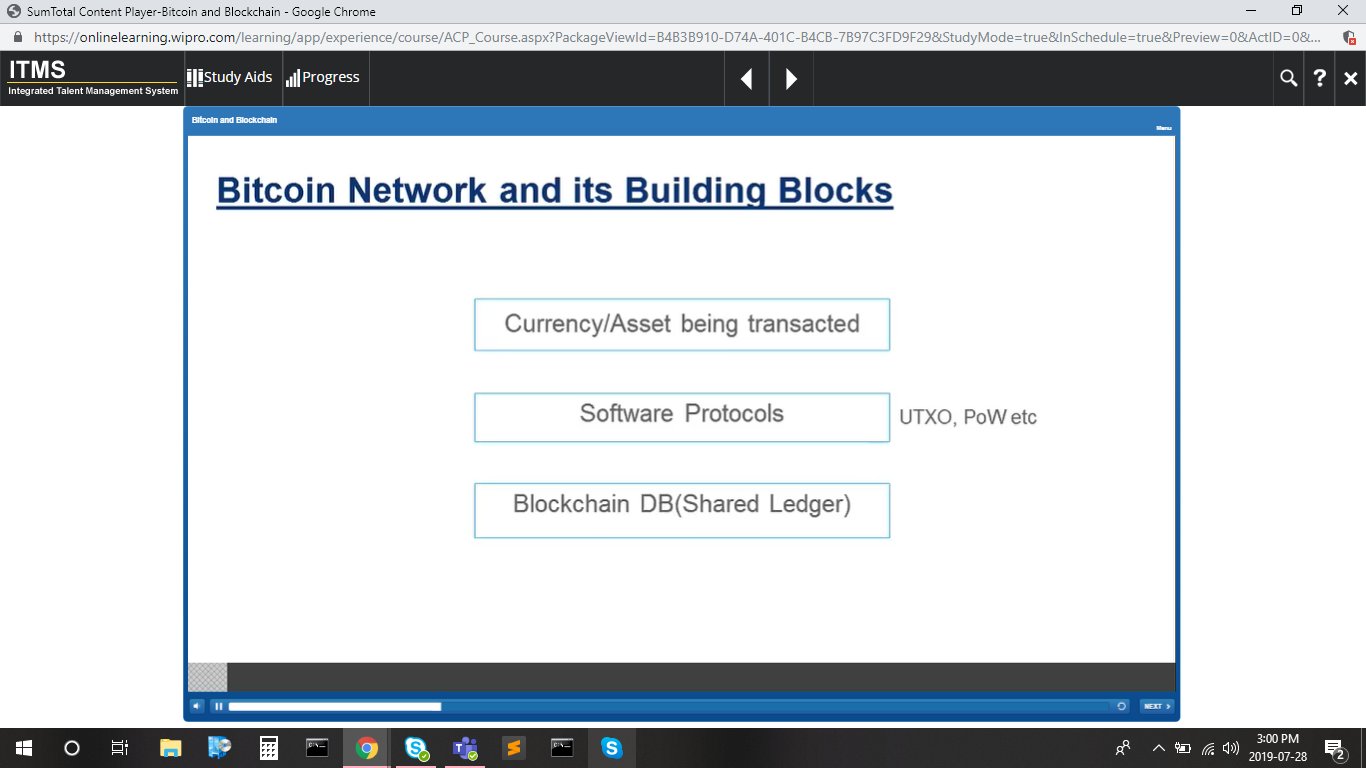 SumTotal Content Player-Bitcoin and Blockchain - Google Chrome
https://onlinelearning.wipro.com/learning/app/experience/course/ACP_Course.aspx?PackageViewId=B4B3B910-D74A-401C-B4CB-7B97C3FD9F29&StudyMode=true&InSchedule=true&Preview=0&ActID=0&...
ITMS
Integrated Talent Management System
Study Aids
Progress
?
Bitcoin and Blockchain
Menu
Bitcoin Network and its Building Blocks
Currency/Asset being transacted
Software Protocols
UTXO, PoW etc
Blockchain DB(Shared Ledger)
NEXT >
3:00 PM
2019-07-28
2